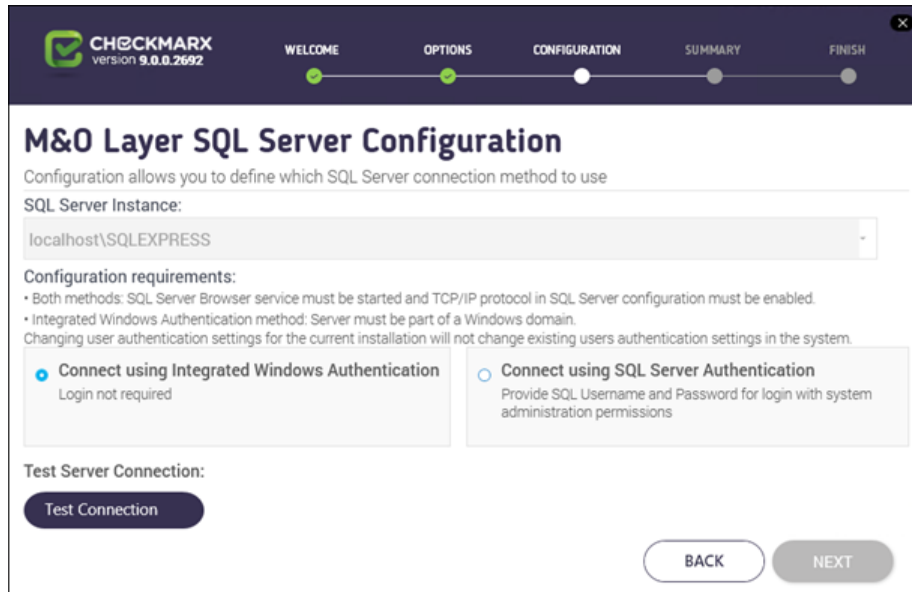 CHECKMARX
version 9.0.0.2692
WELCOME
OPTIONS
CONFIGURATION
SUMMARY
FINISH
M&O Layer SQL Server Configuration
Configuration allows you to define which SQL Server connection method to use
SQL Server Instance:
localhost\SQLEXPRESS
Configuration requirements:
• Both methods: SQL Server Browser service must be started and TCP/IP protocol in SQL Server configuration must be enabled.
• Integrated Windows Authentication method: Server must be part of a Windows domain.
Changing user authentication settings for the current installation will not change existing users authentication settings in the system.
Connect using Integrated Windows Authentication
Login not required
Connect using SQL Server Authentication
Provide SQL Username and Password for login with system
administration permissions
Test Server Connection:
Test Connection
BACK
NEXT